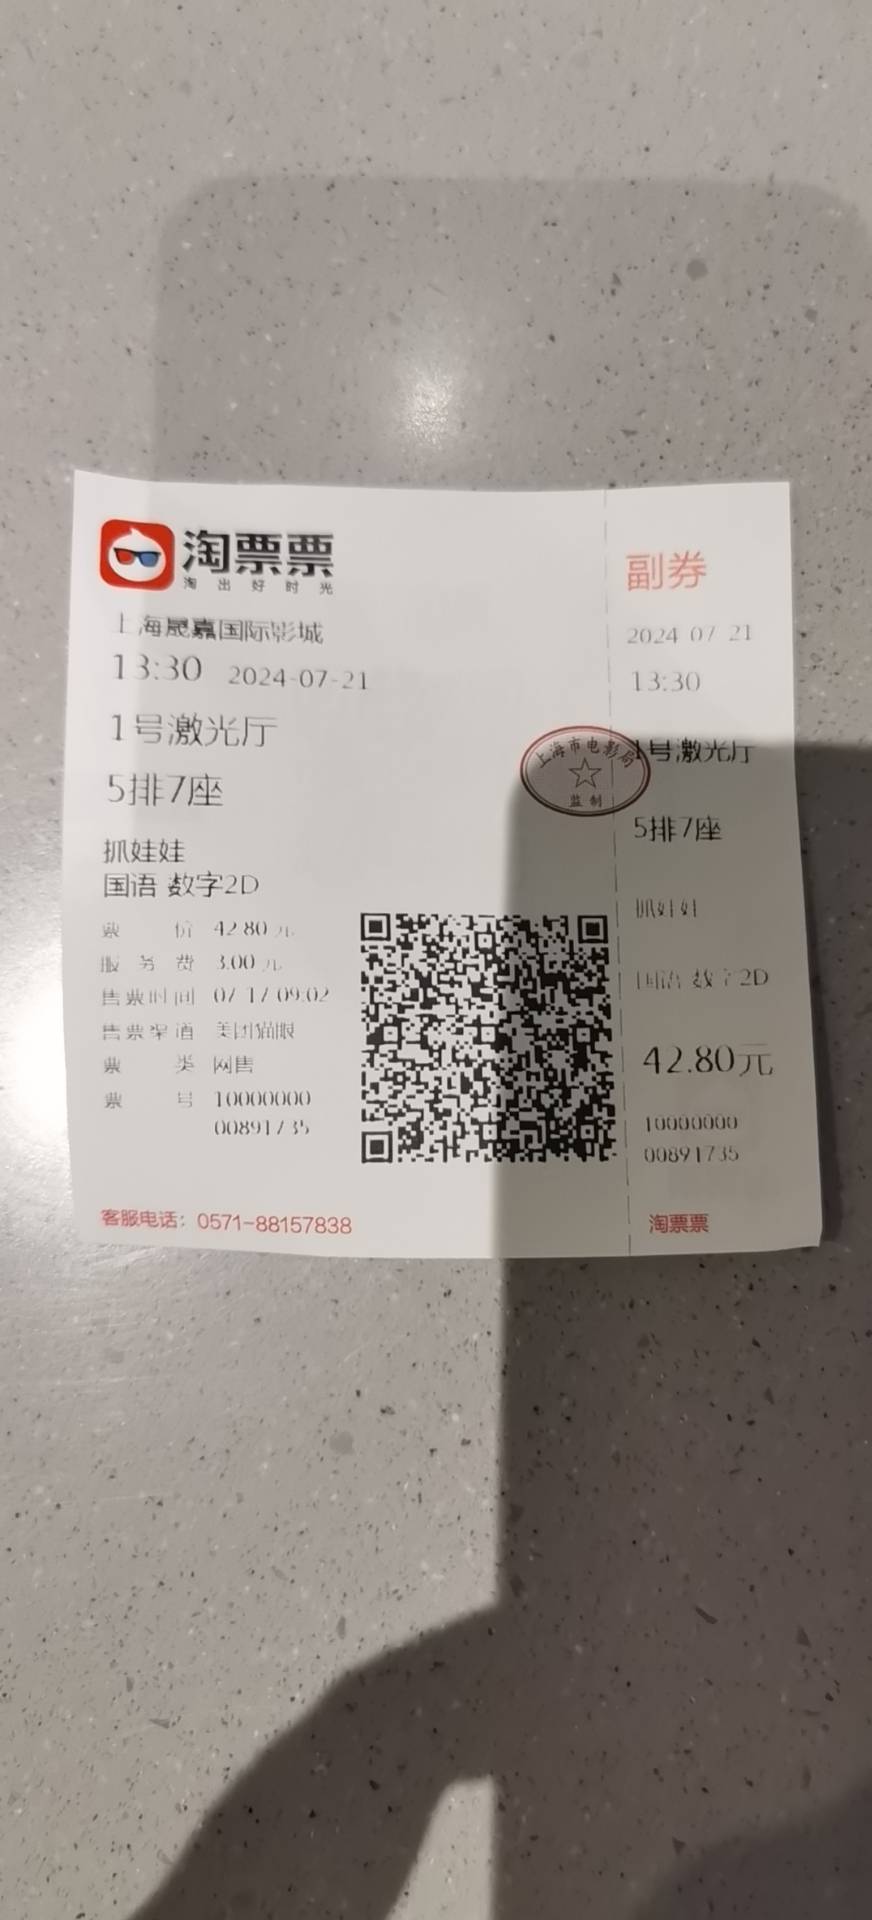 淘票票
淘出好时光
上海晟嘉国际影城
13:30 2024-07-21
1号激光厅
5排7座
抓娃娃
国语 数字2D
票价 42.80元
服务费 3.00元
售票时间 07-17 09:02
售票渠道 美团猫眼
票类 网售
票号 10000000
00891735
客服电话：0571-88157838
上海市电影局
监制
副券
2024-07-21
13:30
1号激光厅
5排7座
抓娃娃
国语 数字2D
42.80元
10000000
00891735
淘票票